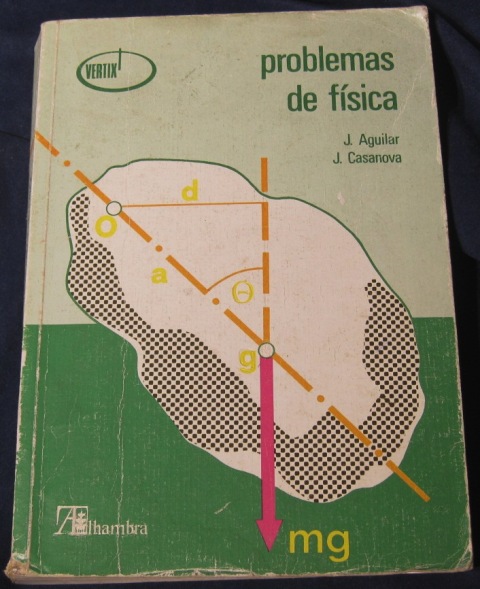 VERTIX
problemas
de física
J. Aguilar
J. Casanova
d
O
a
Θ
g
mg
Alhambra